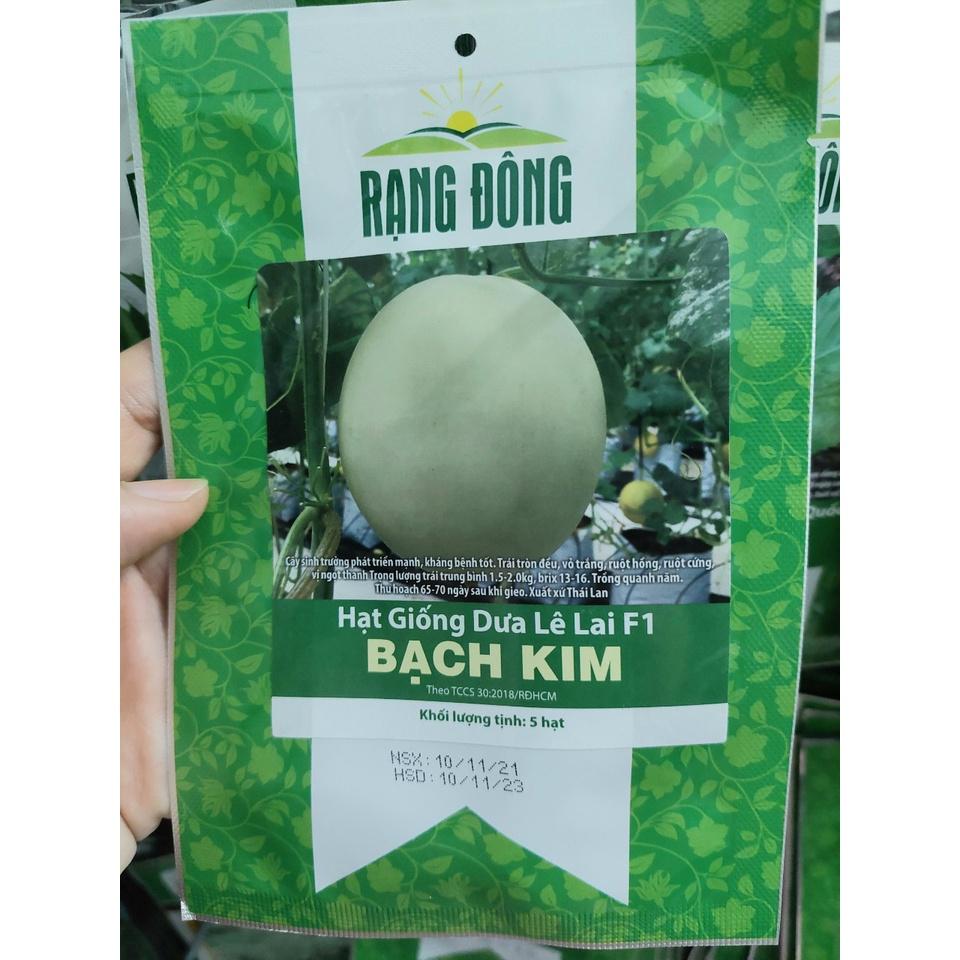 RẠNG ĐÔNG
Cây sinh trưởng phát triển mạnh, kháng bệnh tốt. Trái tròn đều, vỏ trắng, ruột hồng, ruột cứng,
vị ngọt thanh Trong lượng trái trung bình 1.5-2.0kg, brix 13-16. Trồng quanh năm.
Thu hoạch 65-70 ngày sau khi gieo. Xuất xứ Thái Lan
Hạt Giống Dưa Lê Lai F1
BẠCH KIM
Theo TCCS 30:2018/RĐHCM
Khối lượng tịnh: 5 hạt
NSX: 10/11/21
HSD: 10/11/23